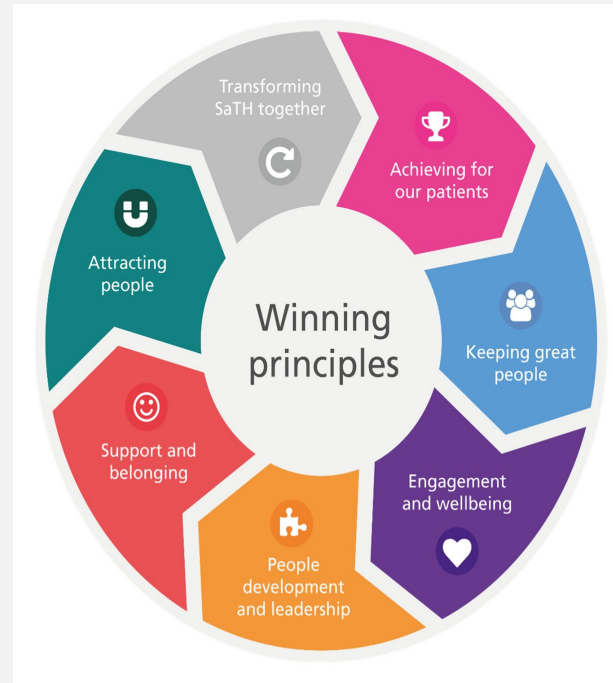 Transforming
SaTH together
Achieving for
our patients
Keeping great
people
Engagement
and wellbeing
People
development
and leadership
Support and
belonging
Attracting
people
Winning
principles